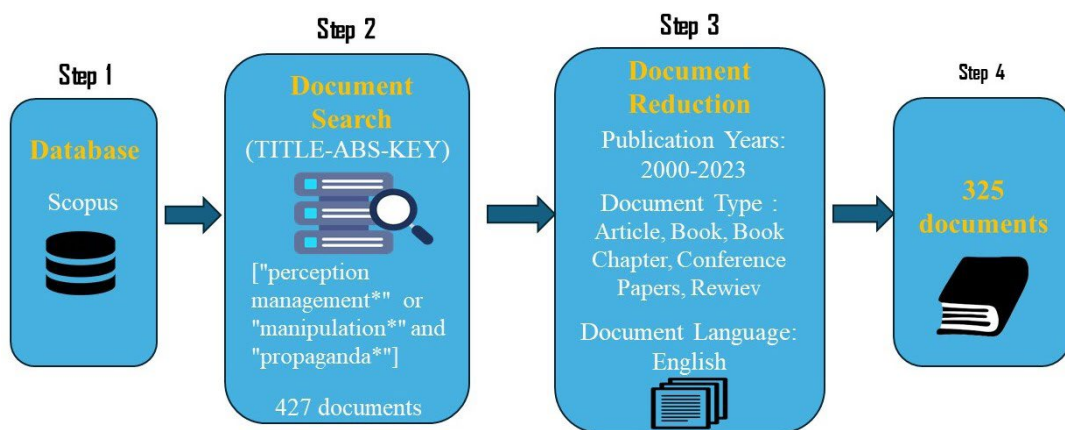 Step 1
Database
Scopus
Step 2
Document
Search
(TITLE-ABS-KEY)
["perception
management*" or
"manipulation*" and
"propaganda*"]
427 documents
Step 3
Document
Reduction
Publication Years:
2000-2023
Document Type :
Article, Book, Book
Chapter, Conference
Papers, Rewiev
Document Language:
English
Step 4
325
documents